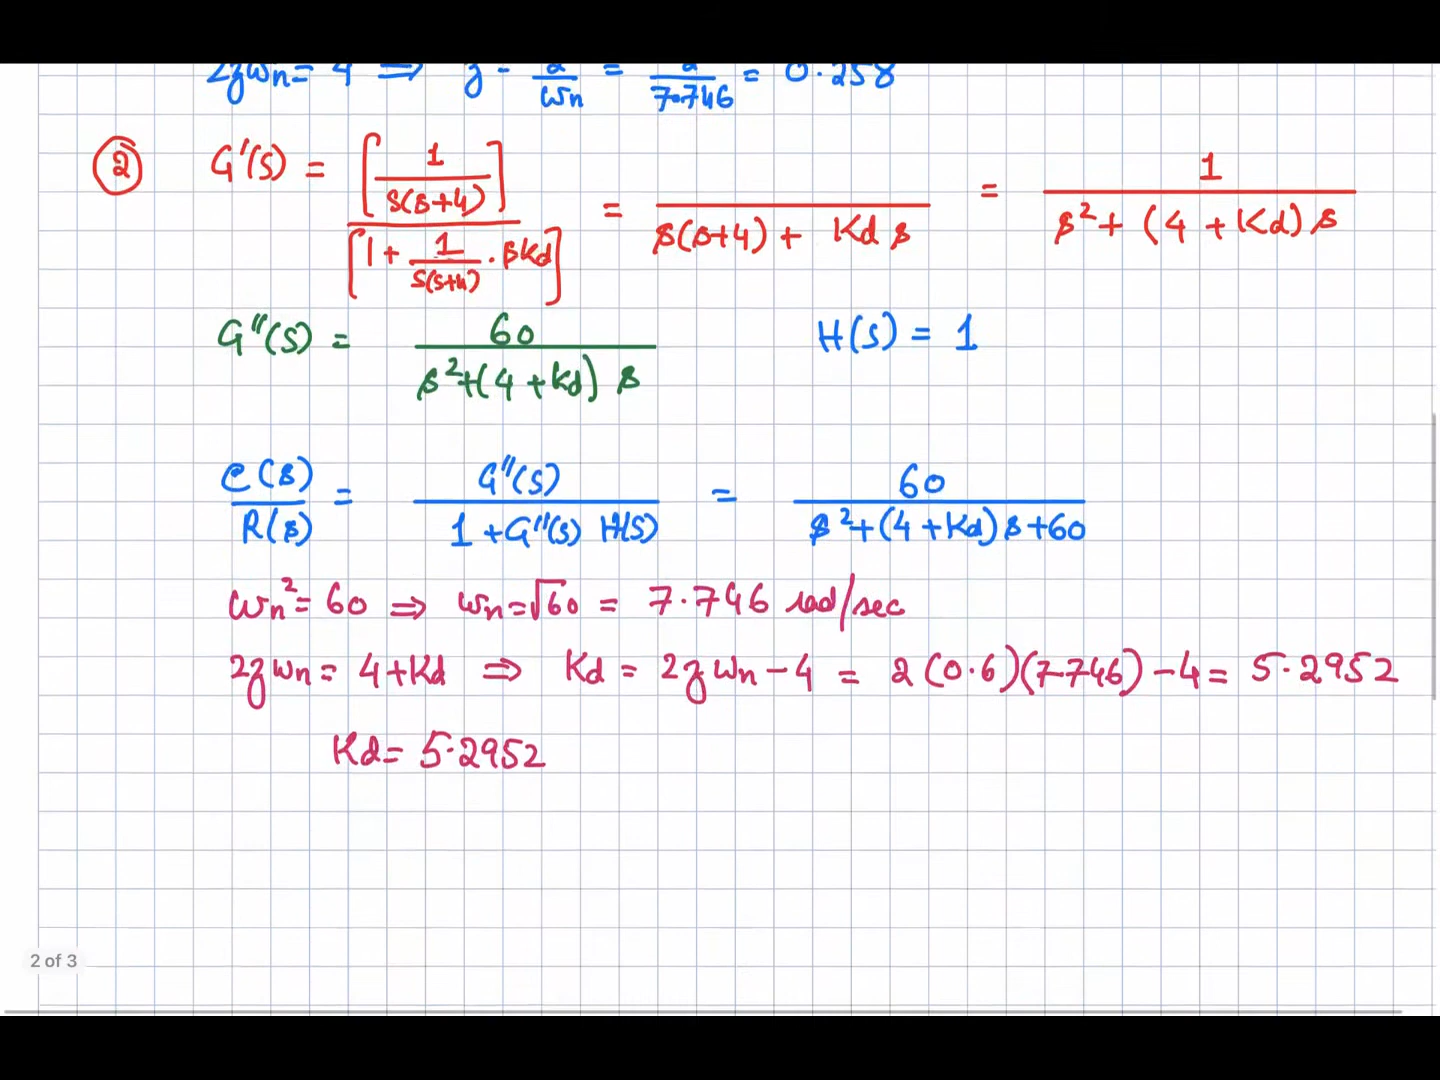 2ζωn = 4 ⟹ ζ = 2/ωn = 2/7.746 = 0.258
② G'(s) = [1/s(s+4)] / [1 + 1/s(s+4) · sKd] = /s(s+4) + Kd s = 1/s² + (4 + Kd) s
G''(s) = 60/s²+(4+Kd) s H(s) = 1
C(s)/R(s) = G''(s)/1+G''(s) H(s) = 60/s²+(4+Kd)s+60
ωn² = 60 ⟹ ωn = √60 = 7.746 rad/sec
2ζωn = 4+Kd ⟹ Kd = 2ζωn − 4 = 2(0.6)(7.746) − 4 = 5.2952
Kd = 5.2952
2 of 3